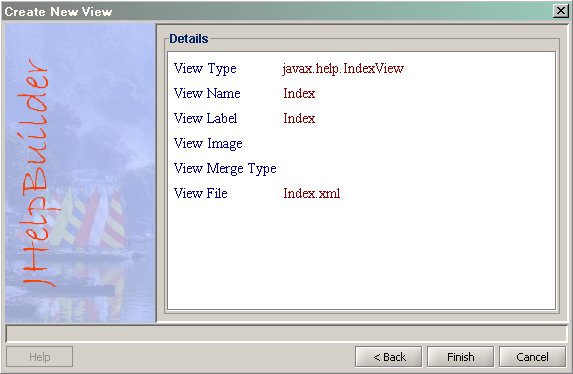 Create New View
JHelpBuilder
Details
View Type javax.help.IndexView
View Name Index
View Label Index
View Image
View Merge Type
View File Index.xml
Help < Back Finish Cancel